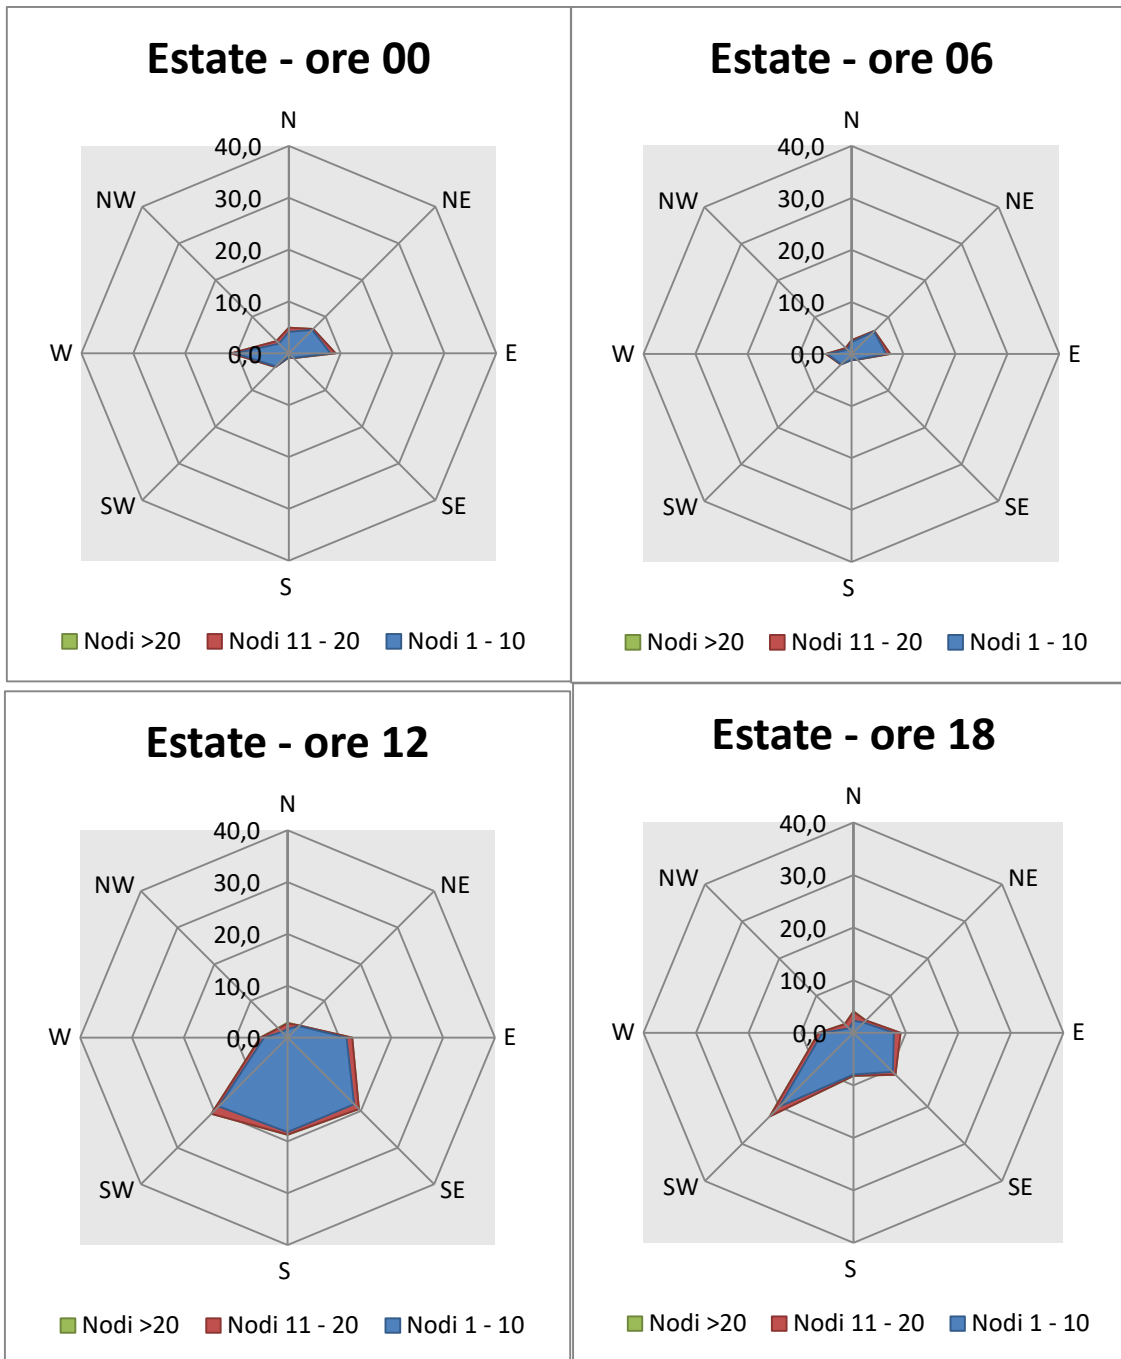 Estate - ore 00
N
40,0
NW
NE
30,0
20,0
10,0
W
0,0
E
SW
SE
S
Nodi >20 Nodi 11 - 20 Nodi 1 - 10
Estate - ore 06
N
40,0
NW
NE
30,0
20,0
10,0
W
0,0
E
SW
SE
S
Nodi >20 Nodi 11 - 20 Nodi 1 - 10
Estate - ore 12
N
40,0
NW
NE
30,0
20,0
10,0
W
0,0
E
SW
SE
S
Nodi >20 Nodi 11 - 20 Nodi 1 - 10
Estate - ore 18
N
40,0
NW
NE
30,0
20,0
10,0
W
0,0
E
SW
SE
S
Nodi >20 Nodi 11 - 20 Nodi 1 - 10